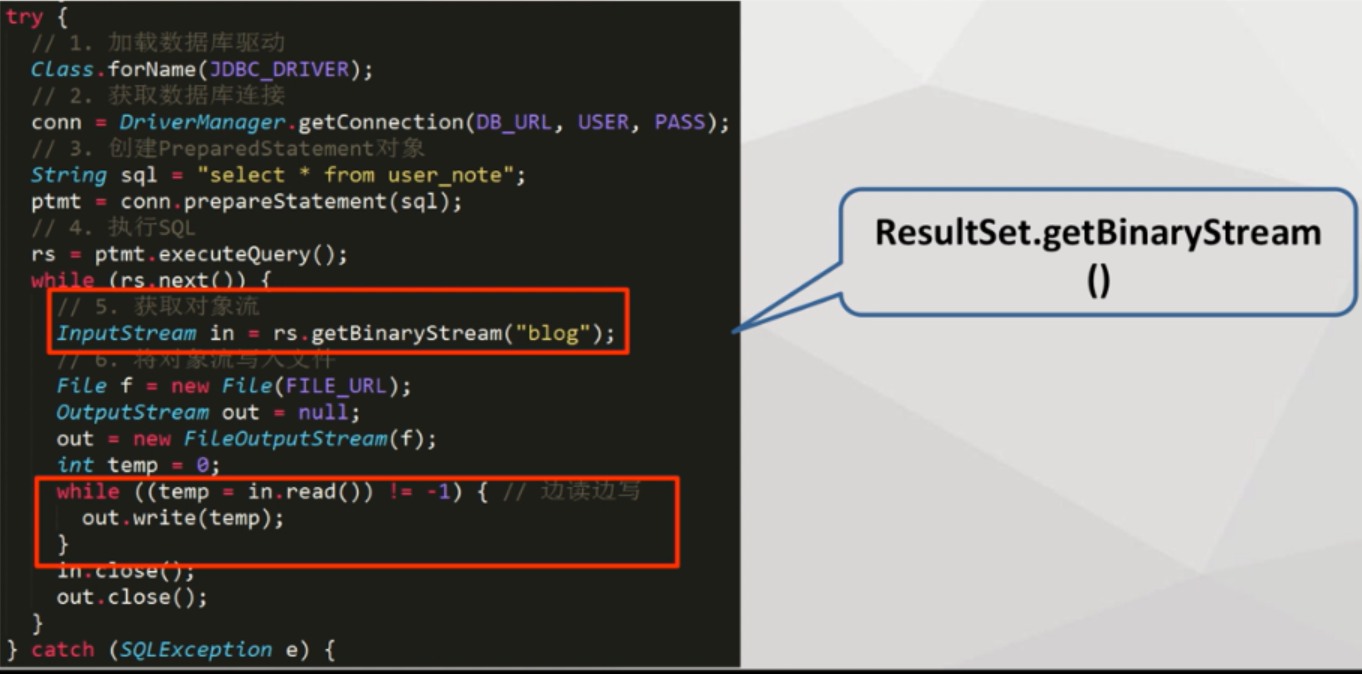 try {
// 1. 加载数据库驱动
Class.forName(JDBC_DRIVER);
// 2. 获取数据库连接
conn = DriverManager.getConnection(DB_URL, USER, PASS);
// 3. 创建PreparedStatement对象
String sql = "select * from user_note";
ptmt = conn.prepareStatement(sql);
// 4. 执行SQL
rs = ptmt.executeQuery();
while (rs.next()) {
// 5. 获取对象流
InputStream in = rs.getBinaryStream("blog");
// 6. 将对象流写入文件
File f = new File(FILE_URL);
OutputStream out = null;
out = new FileOutputStream(f);
int temp = 0;
while ((temp = in.read()) != -1) { // 边读边写
out.write(temp);
}
in.close();
out.close();
}
} catch (SQLException e) {
ResultSet.getBinaryStream
()